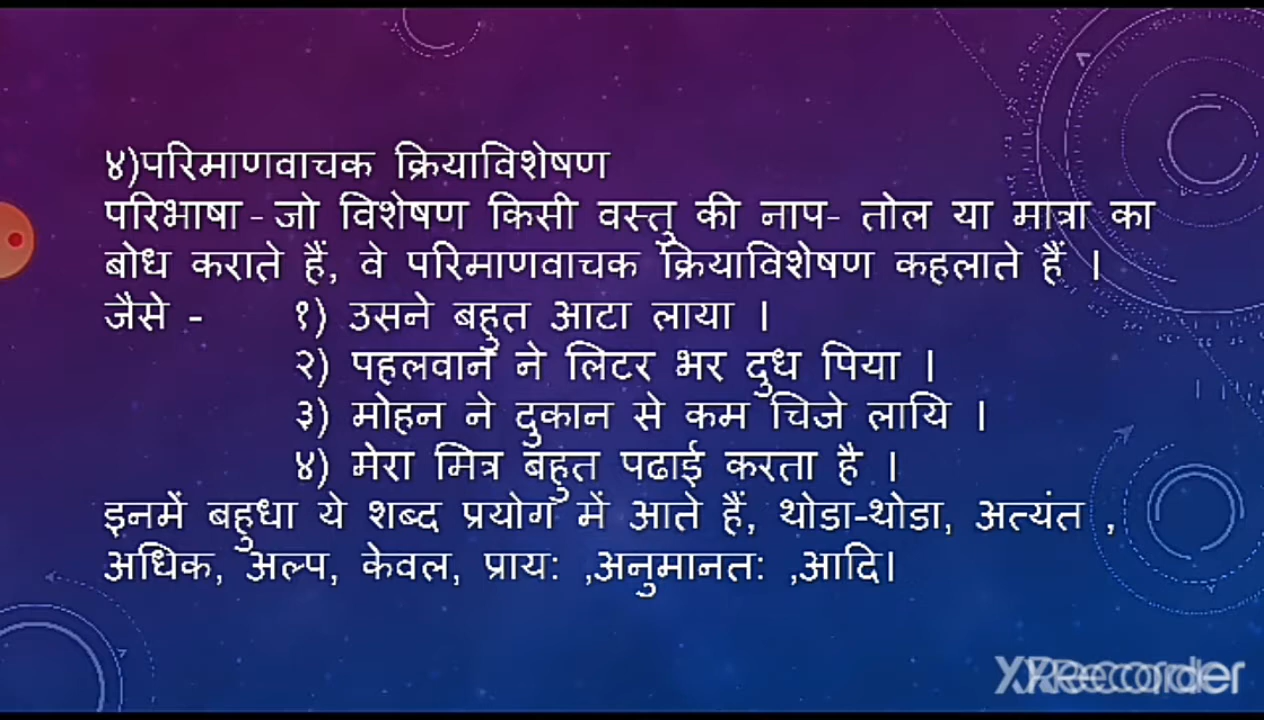 ४)परिमाणवाचक क्रियाविशेषण
परिभाषा - जो विशेषण किसी वस्तु की नाप- तोल या मात्रा का
बोध कराते हैं, वे परिमाणवाचक क्रियाविशेषण कहलाते हैं ।
जैसे - १) उसने बहुत आटा लाया ।
२) पहलवान ने लिटर भर दुध पिया ।
३) मोहन ने दुकान से कम चिजे लायि ।
४) मेरा मित्र बहुत पढाई करता है ।
इनमें बहुधा ये शब्द प्रयोग में आते हैं, थोडा-थोडा, अत्यंत ,
अधिक, अल्प, केवल, प्राय: ,अनुमानत: ,आदि।
XRecorder